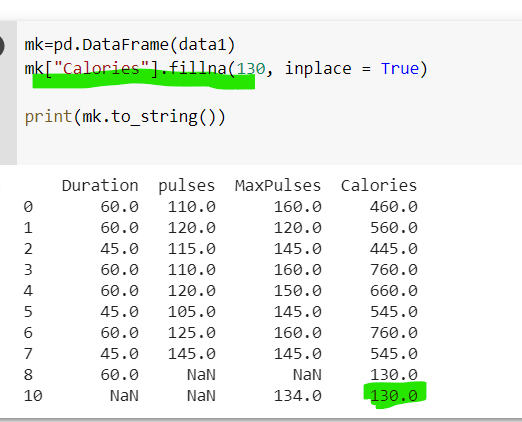 mk=pd.DataFrame(data1)
mk["Calories"].fillna(130, inplace = True)
print(mk.to_string())
Duration pulses MaxPulses Calories
0 60.0 110.0 160.0 460.0
1 60.0 120.0 120.0 560.0
2 45.0 115.0 145.0 445.0
3 60.0 110.0 160.0 760.0
4 60.0 120.0 150.0 660.0
5 45.0 105.0 145.0 545.0
6 60.0 125.0 160.0 760.0
7 45.0 145.0 145.0 545.0
8 60.0 NaN NaN 130.0
10 NaN NaN 134.0 130.0